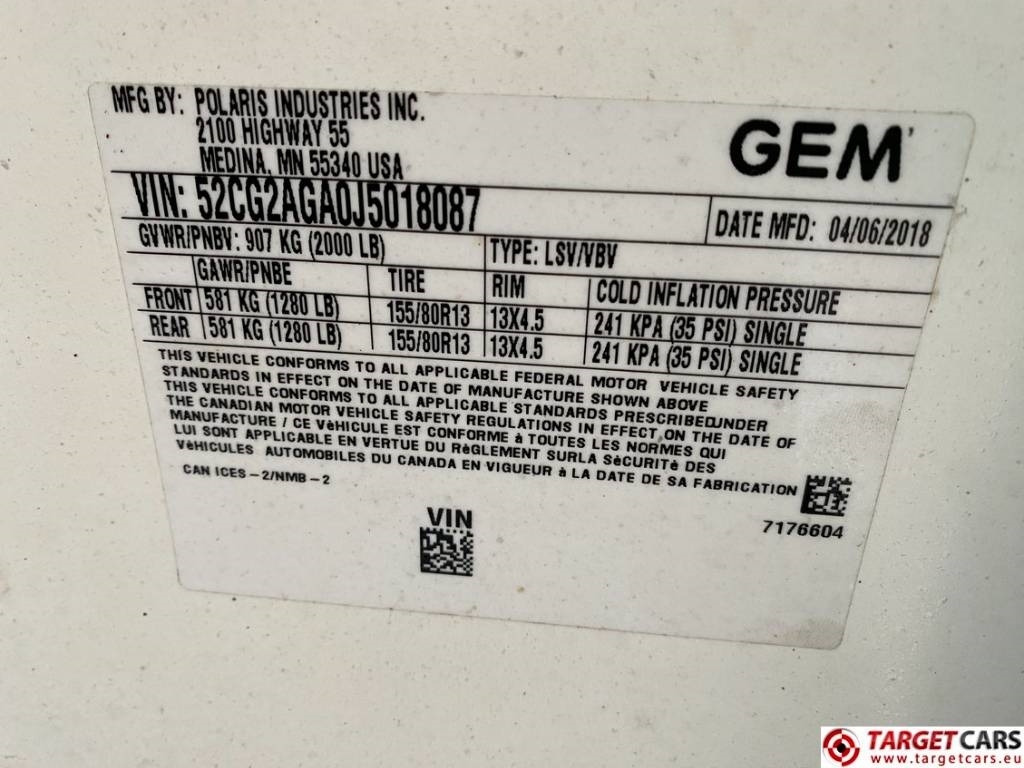 MFG BY: POLARIS INDUSTRIES INC.
2100 HIGHWAY 55
MEDINA, MN 55340 USA
GEM
VIN: 52CG2AGA0J5018087
DATE MFD: 04/06/2018
GVWR/PNBV: 907 KG (2000 LB)
TYPE: LSV/VBV
GAWR/PNBE TIRE RIM COLD INFLATION PRESSURE
FRONT 581 KG (1280 LB) 155/80R13 13X4.5 241 KPA (35 PSI) SINGLE
REAR 581 KG (1280 LB) 155/80R13 13X4.5 241 KPA (35 PSI) SINGLE
THIS VEHICLE CONFORMS TO ALL APPLICABLE FEDERAL MOTOR VEHICLE SAFETY
STANDARDS IN EFFECT ON THE DATE OF MANUFACTURE SHOWN ABOVE
THIS VEHICLE CONFORMS TO ALL APPLICABLE STANDARDS PRESCRIBED UNDER
THE CANADIAN MOTOR VEHICLE SAFETY REGULATIONS IN EFFECT ON THE DATE OF
MANUFACTURE / CE VèHICULE EST CONFORME à TOUTES LES NORMES QUI
LUI SONT APPLICABLE EN VERTUE DU RèGLEMENT SURLA SèCURITè DES
VèHICULES AUTOMOBILES DU CANADA EN VIGUEUR à LA DATE DE SA FABRICATION
CAN ICES-2/NMB-2
7176604
VIN
TARGETCARS
www.targetcars.eu